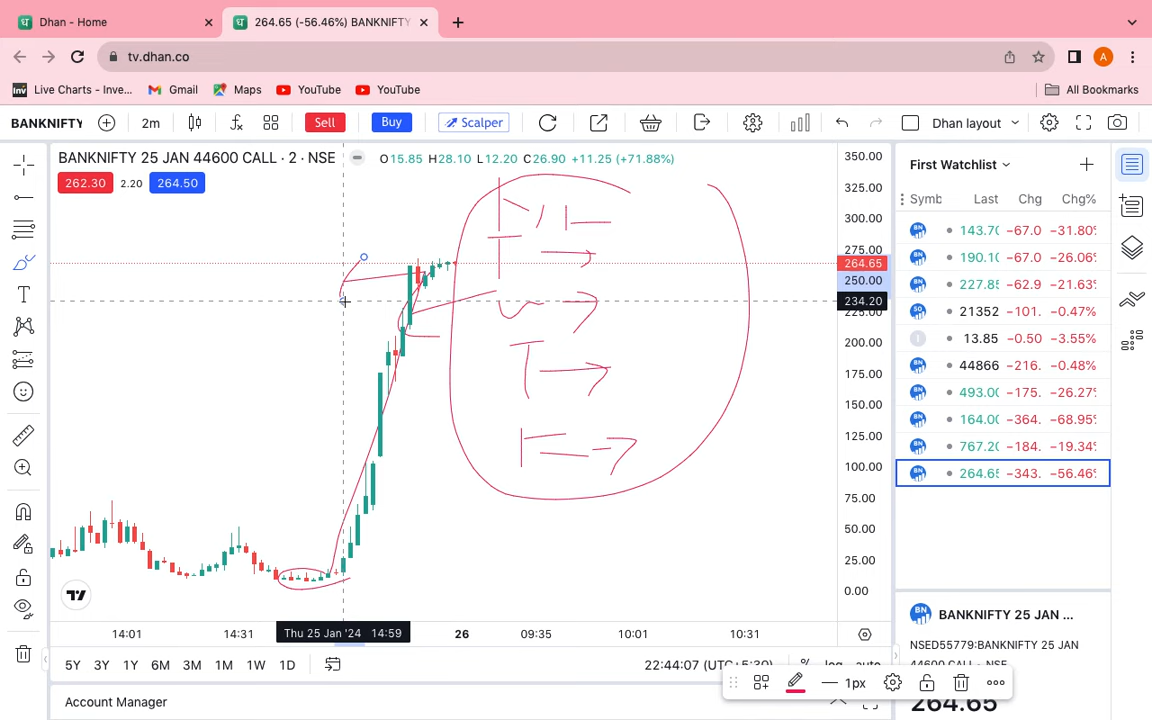 Dhan - Home
264.65 (-56.46%) BANKNIFTY
tv.dhan.co
A
Live Charts - Inve...
Gmail
Maps
YouTube
YouTube
All Bookmarks
BANKNIFTY
2m
Sell
Buy
Scalper
Dhan layout
BANKNIFTY 25 JAN 44600 CALL · 2 · NSE
O15.85 H28.10 L12.20 C26.90 +11.25 (+71.88%)
262.30
2.20
264.50
350.00
325.00
300.00
275.00
264.65
250.00
234.20
225.00
200.00
175.00
150.00
125.00
100.00
75.00
50.00
25.00
0.00
14:01
14:31
Thu 25 Jan '24 14:59
26
09:35
10:01
10:31
5Y 3Y 1Y 6M 3M 1M 1W 1D
22:44:07 (UTC+5:30)
%
log
auto
1px
Account Manager
First Watchlist
Symb Last Chg Chg%
143.70 −67.0 −31.80%
190.10 −67.0 −26.06%
227.85 −62.9 −21.63%
50 21352 −101. −0.47%
I 13.85 −0.50 −3.55%
44866 −216. −0.48%
493.00 −175. −26.27%
164.00 −364. −68.95%
767.20 −184. −19.34%
264.65 −343. −56.46%
BANKNIFTY 25 JAN ...
NSED55779:BANKNIFTY 25 JAN
44600 CALL · NSE
264.65